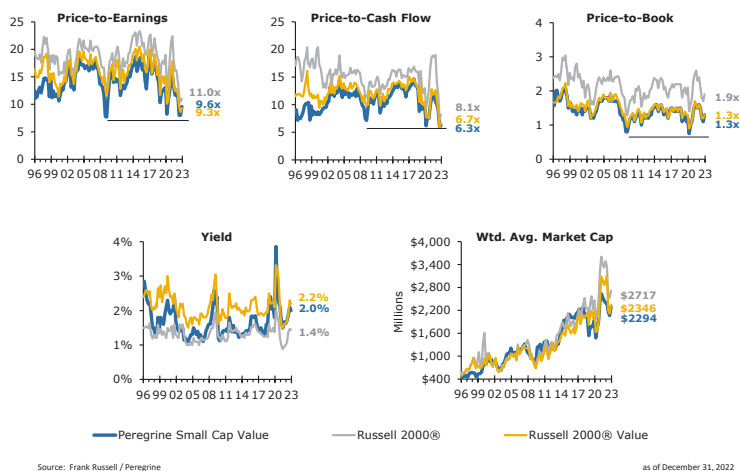 Price-to-Earnings
25
20
15
10
5
0
11.0x
9.6x
9.3x
96 99 02 05 08 11 14 17 20 23
Price-to-Cash Flow
25
20
15
10
5
0
8.1x
6.7x
6.3x
96 99 02 05 08 11 14 17 20 23
Price-to-Book
4
3
2
1
0
1.9x
1.3x
1.3x
96 99 02 05 08 11 14 17 20 23
Yield
4%
3%
2%
1%
0%
2.2%
2.0%
1.4%
96 99 02 05 08 11 14 17 20 23
Wtd. Avg. Market Cap
Millions
$4,000
$3,400
$2,800
$2,200
$1,600
$1,000
$400
$2717
$2346
$2294
96 99 02 05 08 11 14 17 20 23
Peregrine Small Cap Value
Russell 2000®
Russell 2000® Value
Source: Frank Russell / Peregrine
as of December 31, 2022